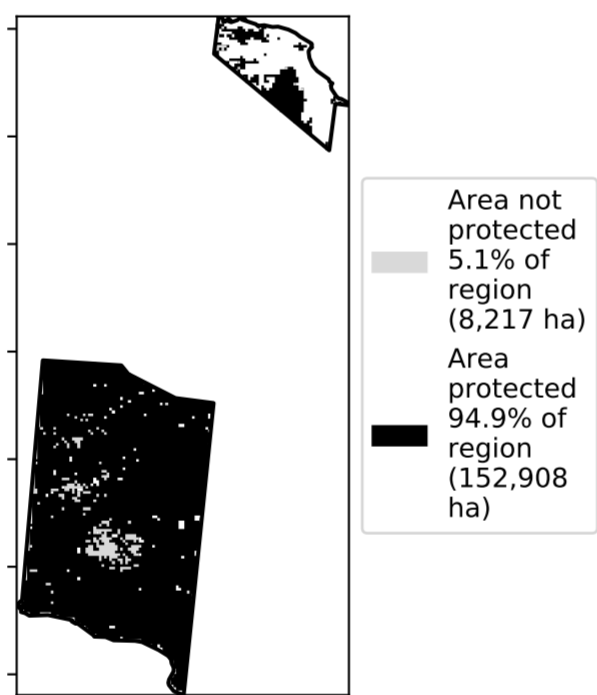 Area not
protected
5.1% of
region
(8,217 ha)
Area
protected
94.9% of
region
(152,908
ha)